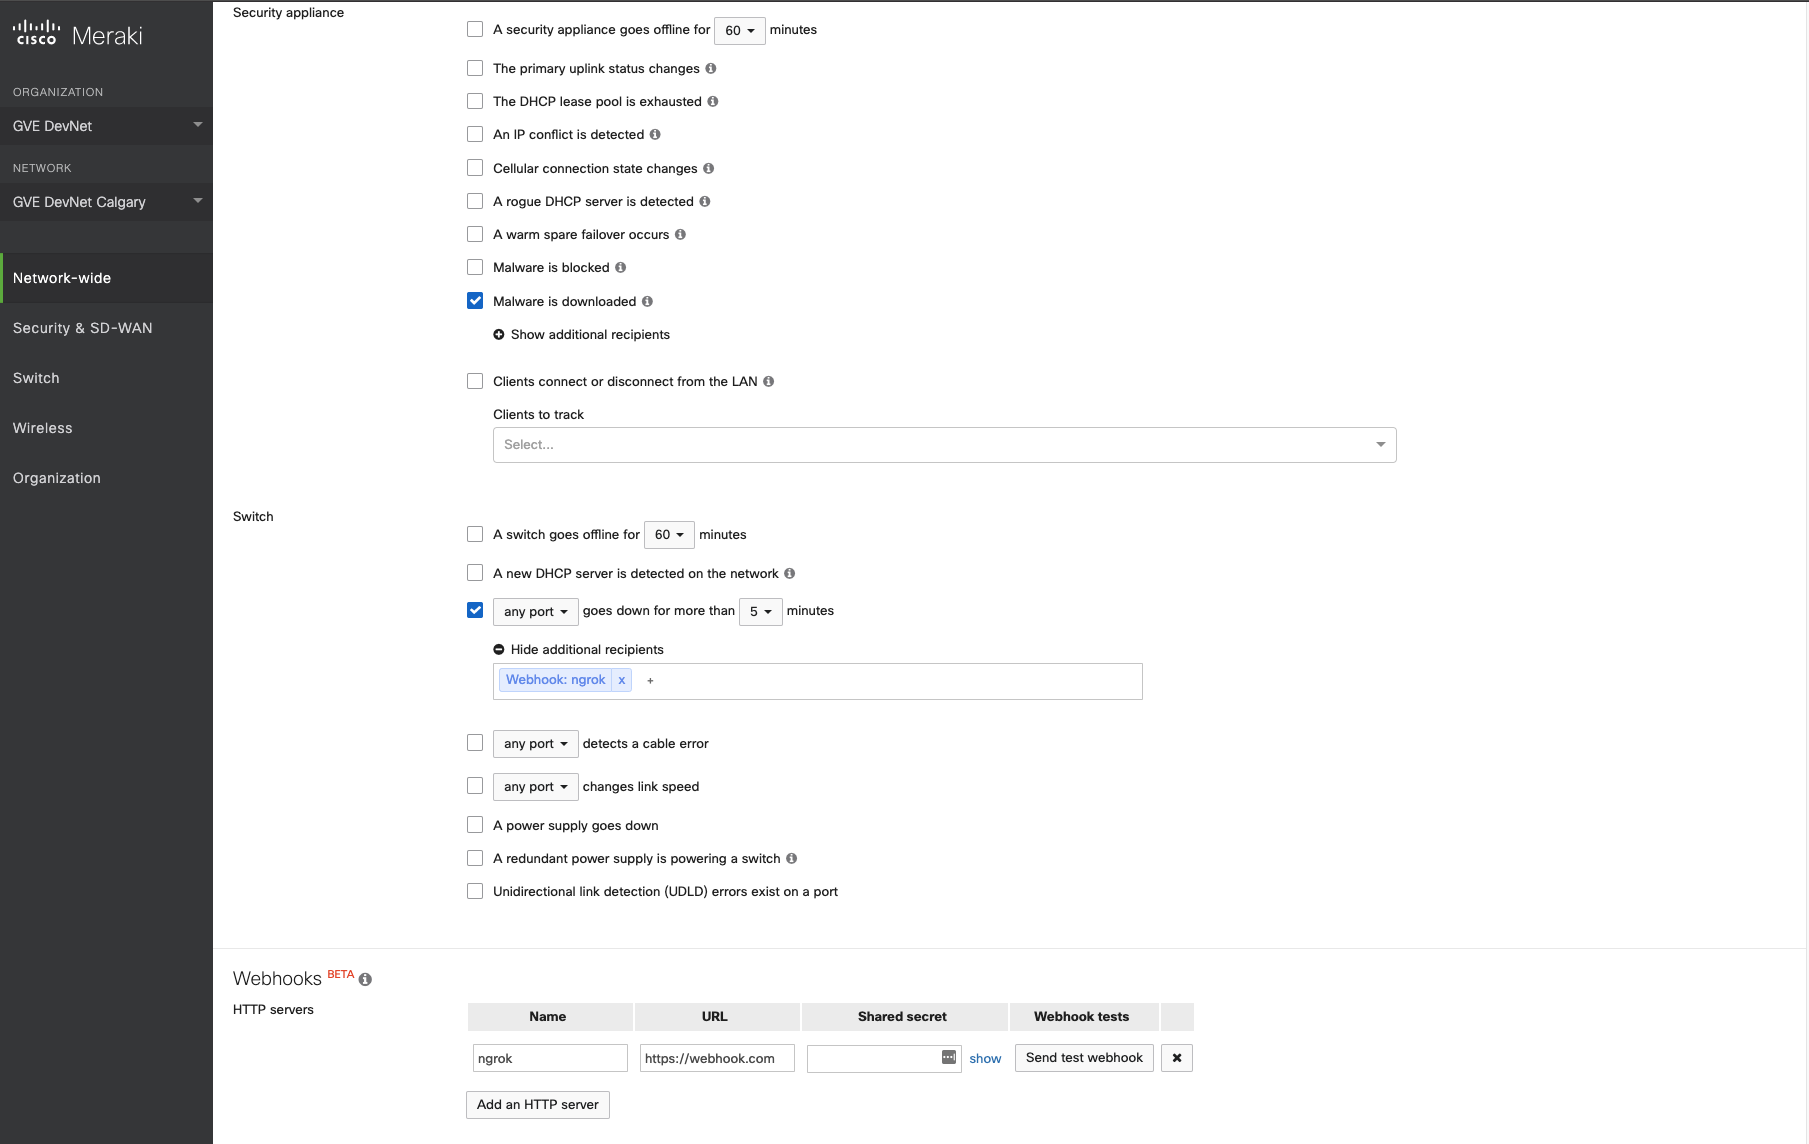 CISCO Meraki
ORGANIZATION
GVE DevNet
NETWORK
GVE DevNet Calgary
Network-wide
Security & SD-WAN
Switch
Wireless
Organization
Security appliance
A security appliance goes offline for 60 minutes
The primary uplink status changes
The DHCP lease pool is exhausted
An IP conflict is detected
Cellular connection state changes
A rogue DHCP server is detected
A warm spare failover occurs
Malware is blocked
Malware is downloaded
Show additional recipients
Clients connect or disconnect from the LAN
Clients to track
Select...
Switch
A switch goes offline for 60 minutes
A new DHCP server is detected on the network
any port goes down for more than 5 minutes
Hide additional recipients
Webhook: ngrok x +
any port detects a cable error
any port changes link speed
A power supply goes down
A redundant power supply is powering a switch
Unidirectional link detection (UDLD) errors exist on a port
Webhooks BETA
HTTP servers
Name URL Shared secret Webhook tests
ngrok https://webhook.com show Send test webhook
Add an HTTP server